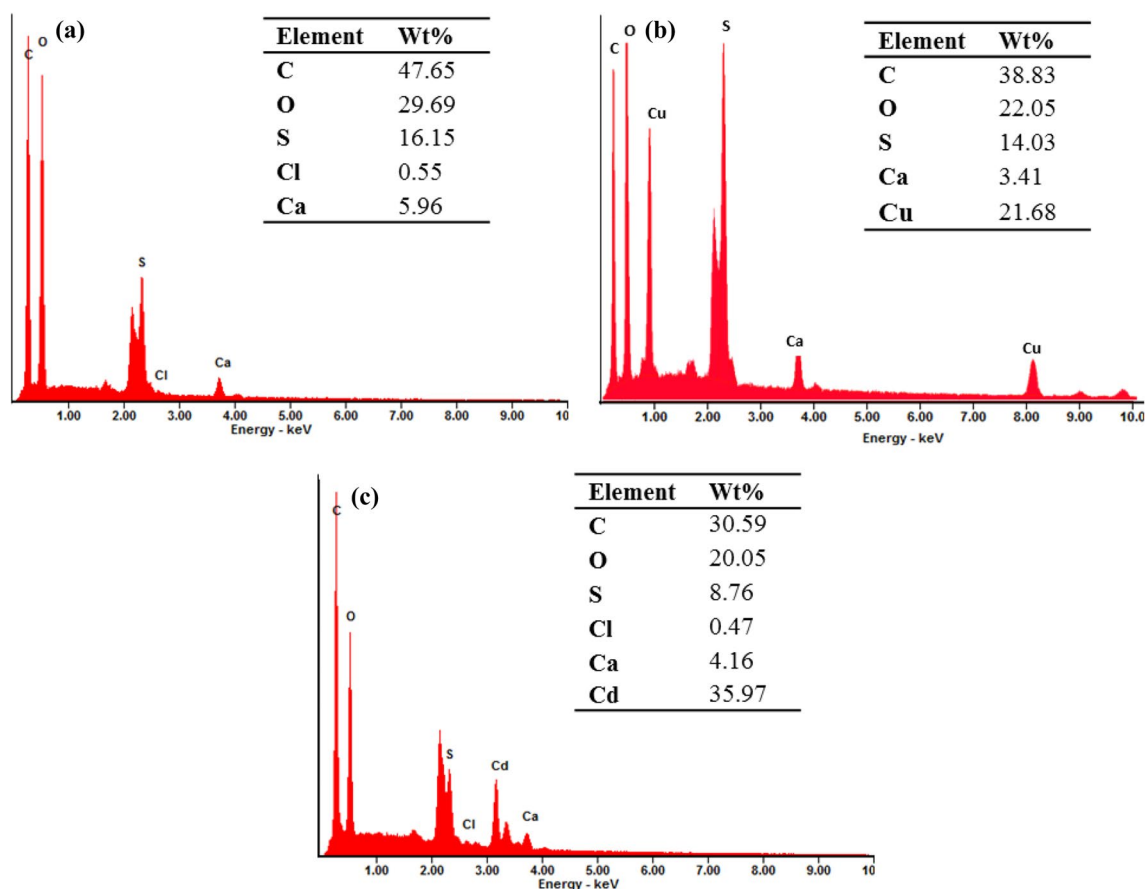 (a)
C
O
S
Cl
Ca
Element Wt%
C 47.65
O 29.69
S 16.15
Cl 0.55
Ca 5.96
1.00 2.00 3.00 4.00 5.00 6.00 7.00 8.00 9.00 10
Energy - keV
(b)
C
O
Cu
S
Ca
Cu
Element Wt%
C 38.83
O 22.05
S 14.03
Ca 3.41
Cu 21.68
1.00 2.00 3.00 4.00 5.00 6.00 7.00 8.00 9.00 10.0
Energy - keV
(c)
C
O
S
Cl
Cd
Ca
Element Wt%
C 30.59
O 20.05
S 8.76
Cl 0.47
Ca 4.16
Cd 35.97
1.00 2.00 3.00 4.00 5.00 6.00 7.00 8.00 9.00 10
Energy - keV